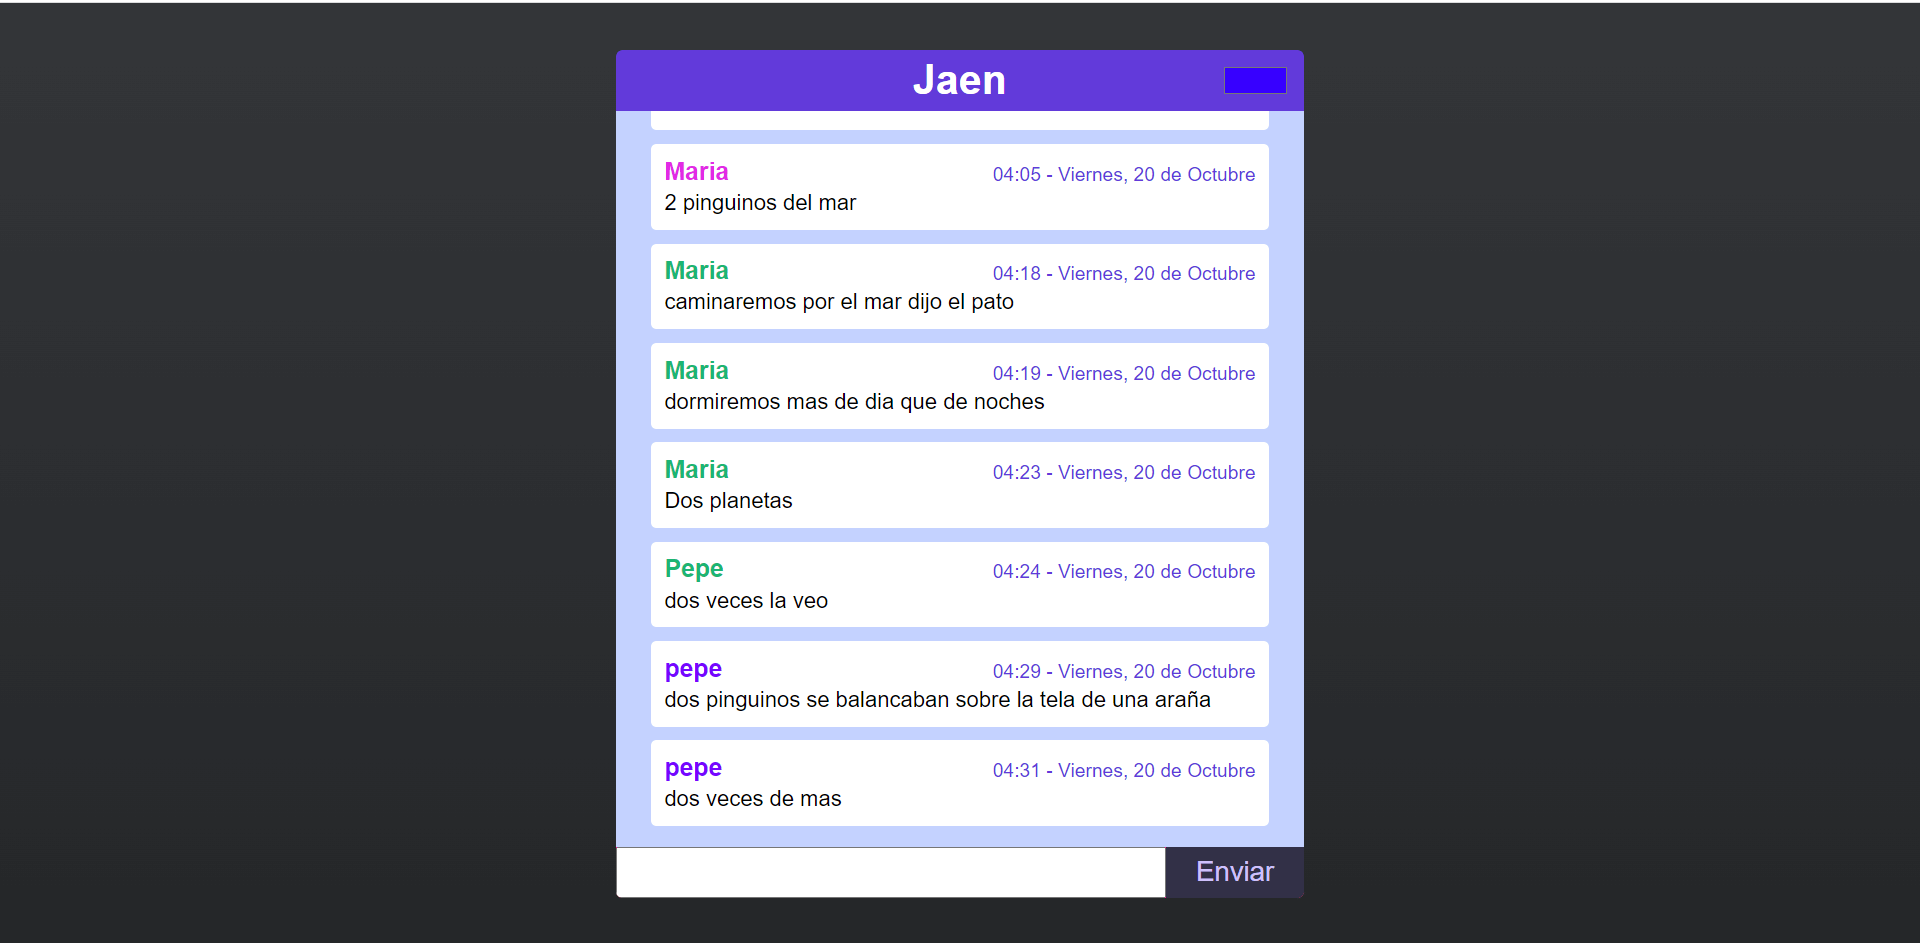 Jaen
Maria 04:05 - Viernes, 20 de Octubre
2 pinguinos del mar
Maria 04:18 - Viernes, 20 de Octubre
caminaremos por el mar dijo el pato
Maria 04:19 - Viernes, 20 de Octubre
dormiremos mas de dia que de noches
Maria 04:23 - Viernes, 20 de Octubre
Dos planetas
Pepe 04:24 - Viernes, 20 de Octubre
dos veces la veo
pepe 04:29 - Viernes, 20 de Octubre
dos pinguinos se balancaban sobre la tela de una araña
pepe 04:31 - Viernes, 20 de Octubre
dos veces de mas
Enviar